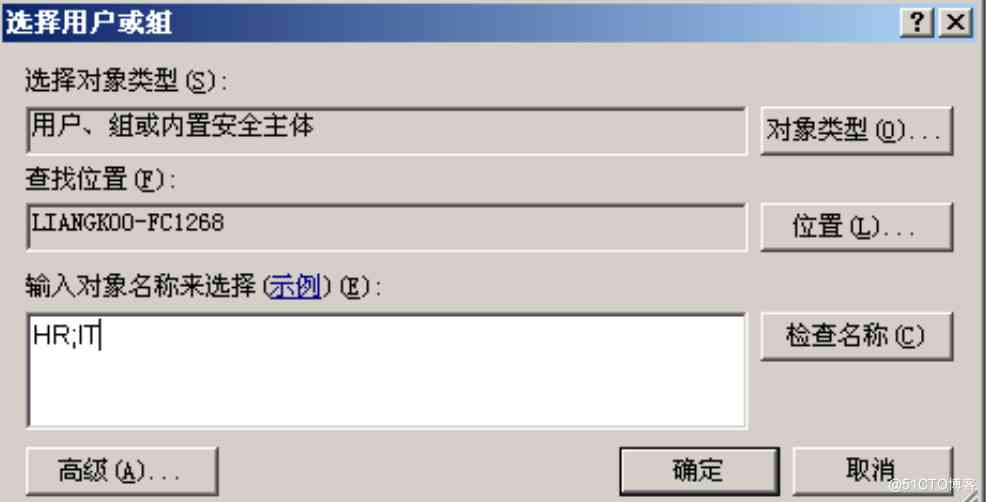 选择用户或组
选择对象类型(S):
用户、组或内置安全主体
对象类型(O)...
查找位置(F):
LIANGKOO-FC1268
位置(L)...
输入对象名称来选择(示例)(E):
HR;IT
检查名称(C)
高级(A)...
确定
取消
@51CTO博客